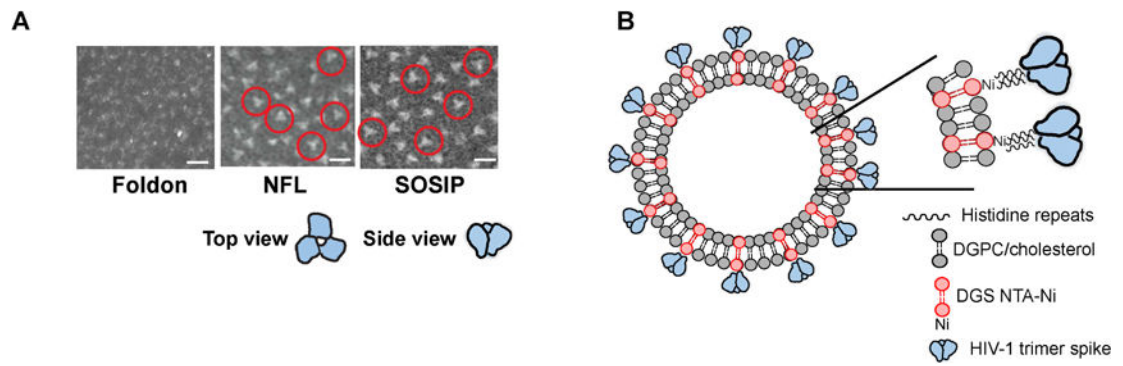 A
Foldon
NFL
SOSIP
Top view
Side view
B
Ni
Ni
Histidine repeats
DGPC/cholesterol
DGS NTA-Ni
Ni
HIV-1 trimer spike